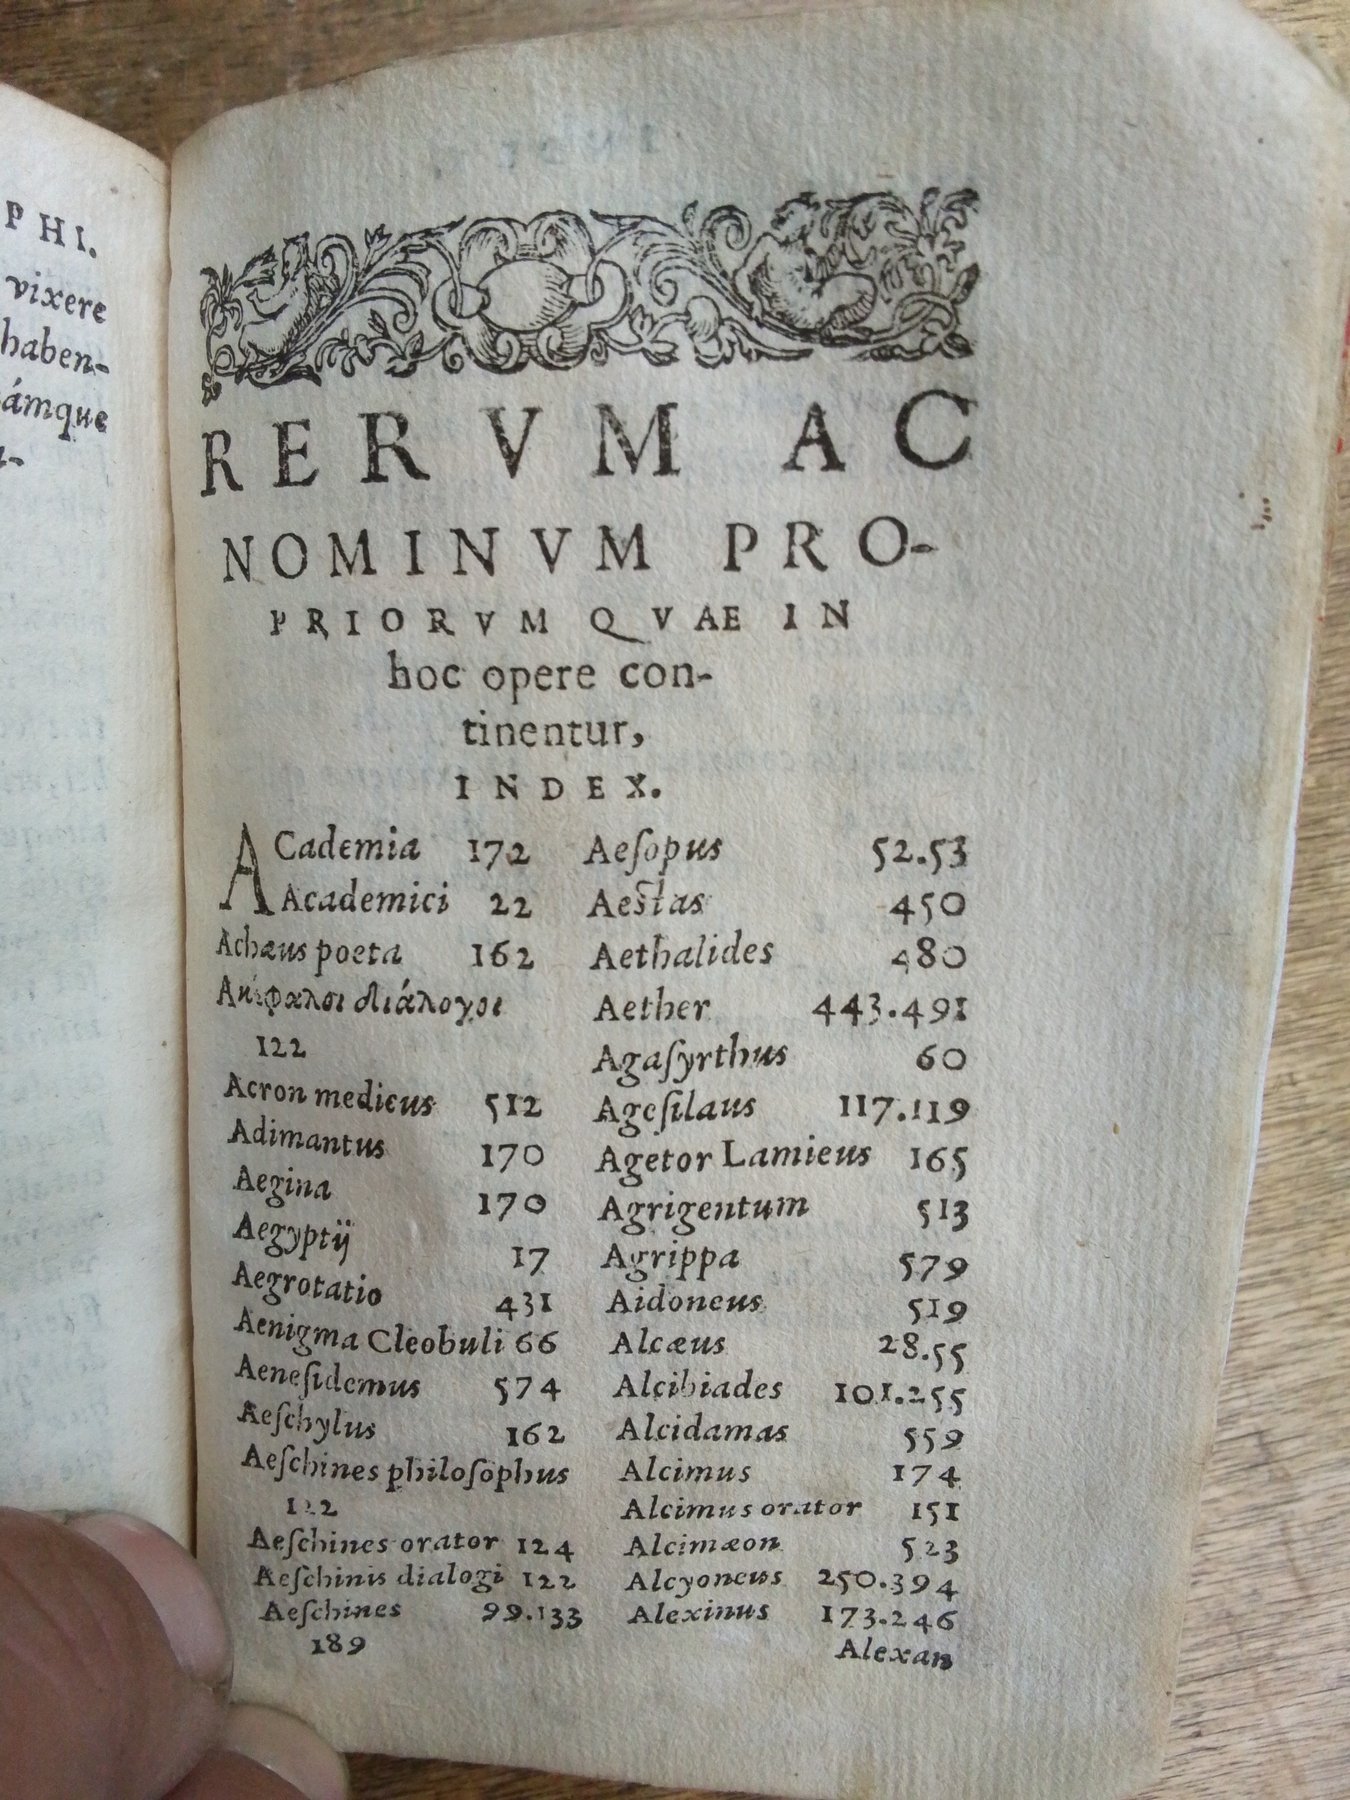 PHI.
vixere
haben-
ámque
RERVM AC
NOMINVM PRO-
PRIORVM QVAE IN
hoc opere con-
tinentur,
INDEX.
ACademia 172
Academici 22
Achæus poeta 162
Ακέφαλοι διάλογοι
122
Acron medicus 512
Adimantus 170
Aegina 170
Aegyptij 17
Aegrotatio 431
Aenigma Cleobuli 66
Aeneſidemus 574
Aeſchylus 162
Aeſchines philoſophus
122
Aeſchines orator 124
Aeſchinis dialogi 122
Aeſchines 99.133
189
Aeſopus 52.53
Aestas 450
Aethalides 480
Aether 443.491
Agaſyrthus 60
Ageſilaus 117.119
Agetor Lamieus 165
Agrigentum 513
Agrippa 579
Aidoneus 519
Alcæus 28.55
Alcibiades 101.255
Alcidamas 559
Alcimus 174
Alcimus orator 151
Alcimæon 523
Alcyoneus 250.394
Alexinus 173.246
Alexan